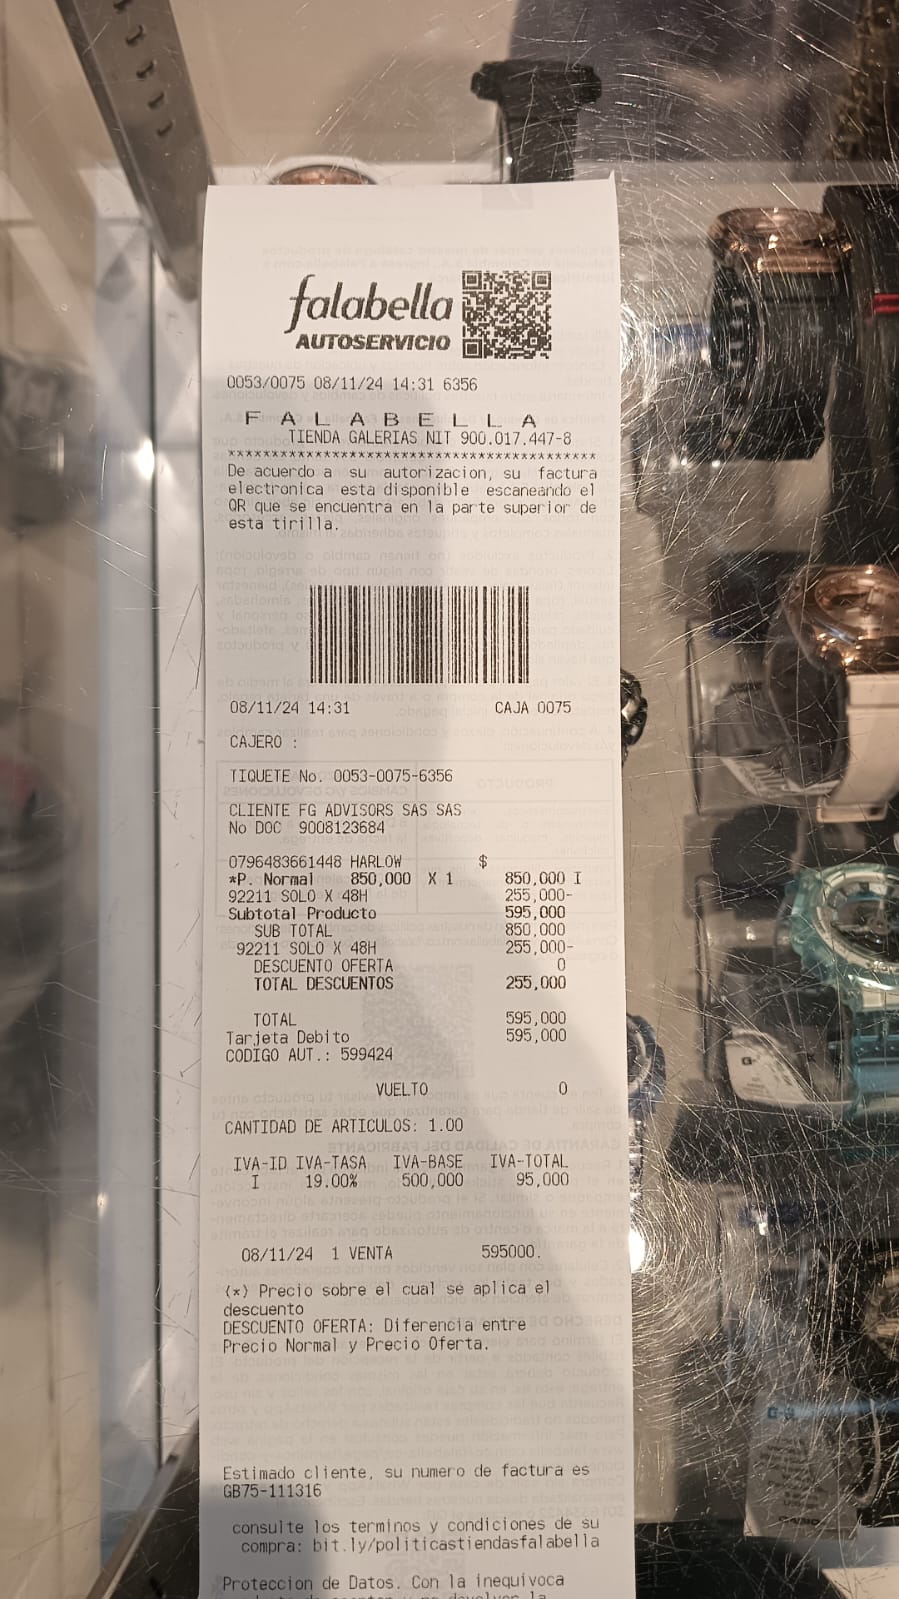 falabella
AUTOSERVICIO
0053/0075 08/11/24 14:31 6356
F A L A B E L L A
TIENDA GALERIAS NIT 900.017.447-8
******************************************
De acuerdo a su autorizacion, su factura
electronica esta disponible escaneando el
QR que se encuentra en la parte superior de
esta tirilla.
08/11/24 14:31 CAJA 0075
CAJERO :
TIQUETE No. 0053-0075-6356
CLIENTE FG ADVISORS SAS SAS
No DOC 9008123684
0796483661448 HARLOW $
*P. Normal 850,000 X 1 850,000 I
92211 SOLO X 48H 255,000-
Subtotal Producto 595,000
SUB TOTAL 850,000
92211 SOLO X 48H 255,000-
DESCUENTO OFERTA 0
TOTAL DESCUENTOS 255,000
TOTAL 595,000
Tarjeta Debito 595,000
CODIGO AUT.: 599424
VUELTO 0
CANTIDAD DE ARTICULOS: 1.00
IVA-ID IVA-TASA IVA-BASE IVA-TOTAL
I 19.00% 500,000 95,000
08/11/24 1 VENTA 595000.
(*) Precio sobre el cual se aplica el
descuento
DESCUENTO OFERTA: Diferencia entre
Precio Normal y Precio Oferta.
Estimado cliente, su numero de factura es
GB75-111316
consulte los terminos y condiciones de su
compra: bit.ly/politicastiendasfalabella
Proteccion de Datos. Con la inequivoca